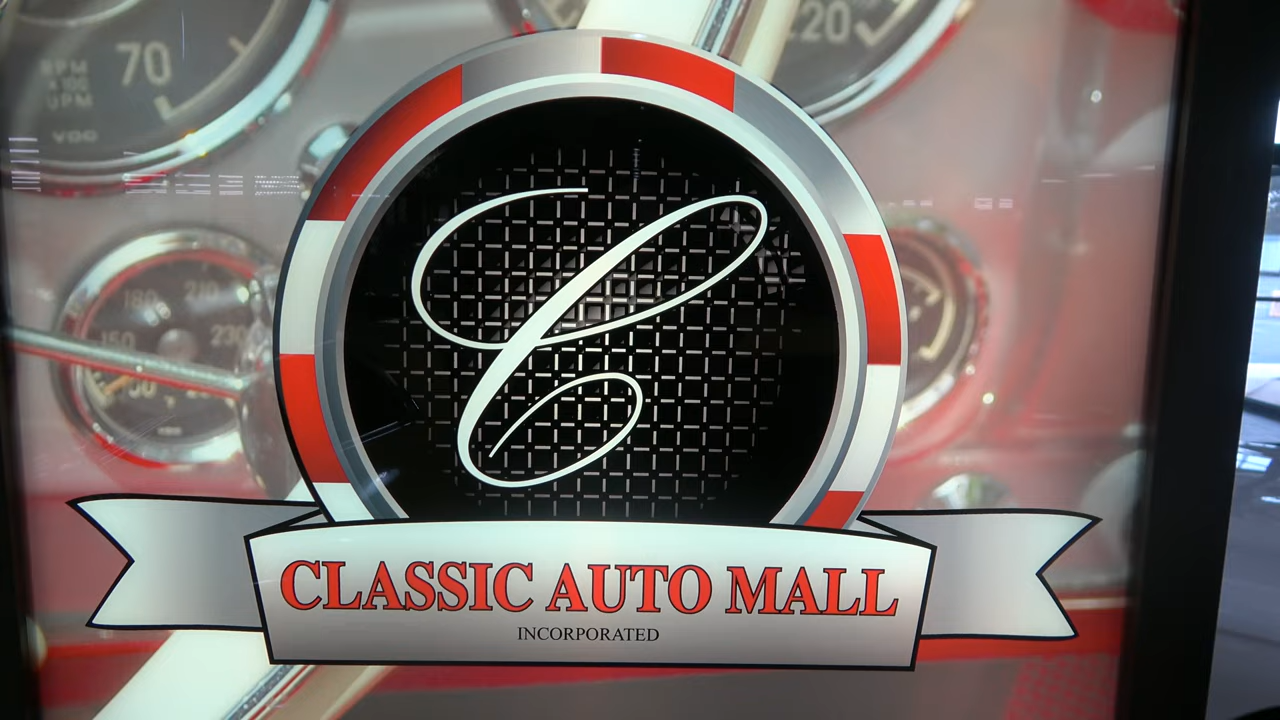 70
RPM
X100
UPM
VDO
220
180 210
150 230
C
CLASSIC AUTO MALL
INCORPORATED